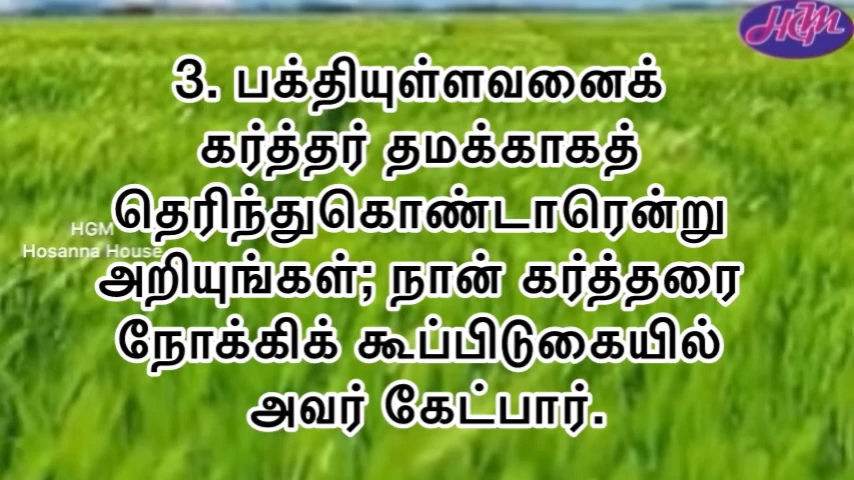 HGM
3. பக்தியுள்ளவனைக்
கர்த்தர் தமக்காகத்
தெரிந்துகொண்டாரென்று
HGM
Hosanna House
அறியுங்கள்; நான் கர்த்தரை
நோக்கிக் கூப்பிடுகையில்
அவர் கேட்பார்.